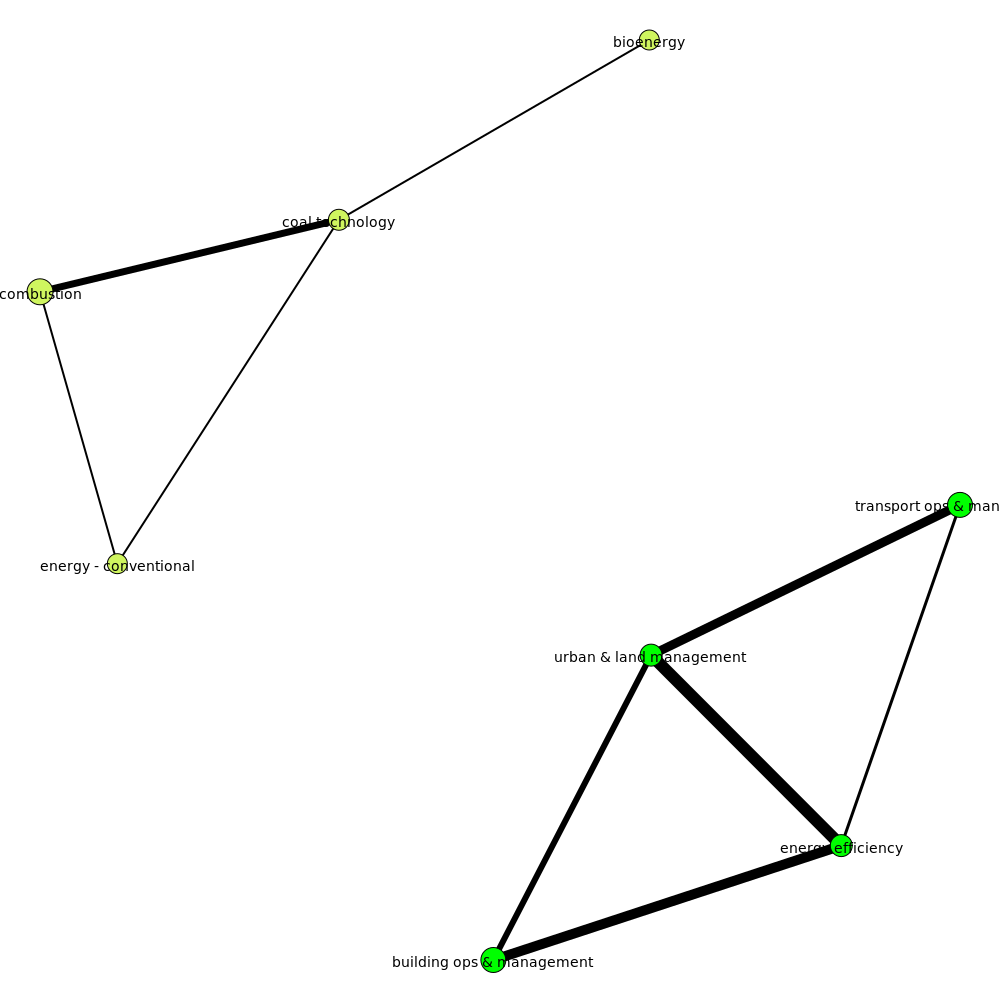 bioenergy
coal technology
combustion
energy - conventional
transport ops & man
urban & land management
energy efficiency
building ops & management